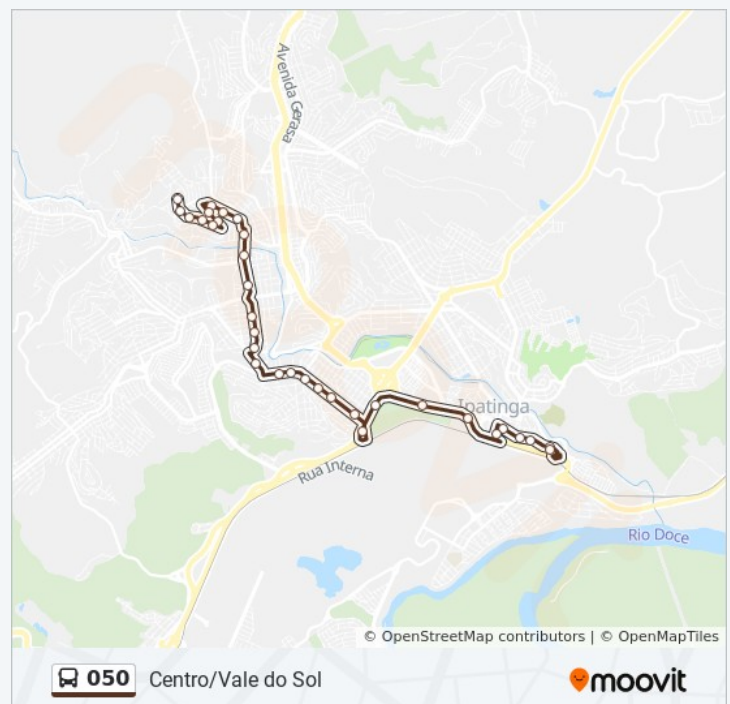 Avenida Gerasa
Ipatinga
Rua Interna
Rio Doce
© OpenStreetMap contributors | © OpenMapTiles
050 Centro/Vale do Sol
moovit